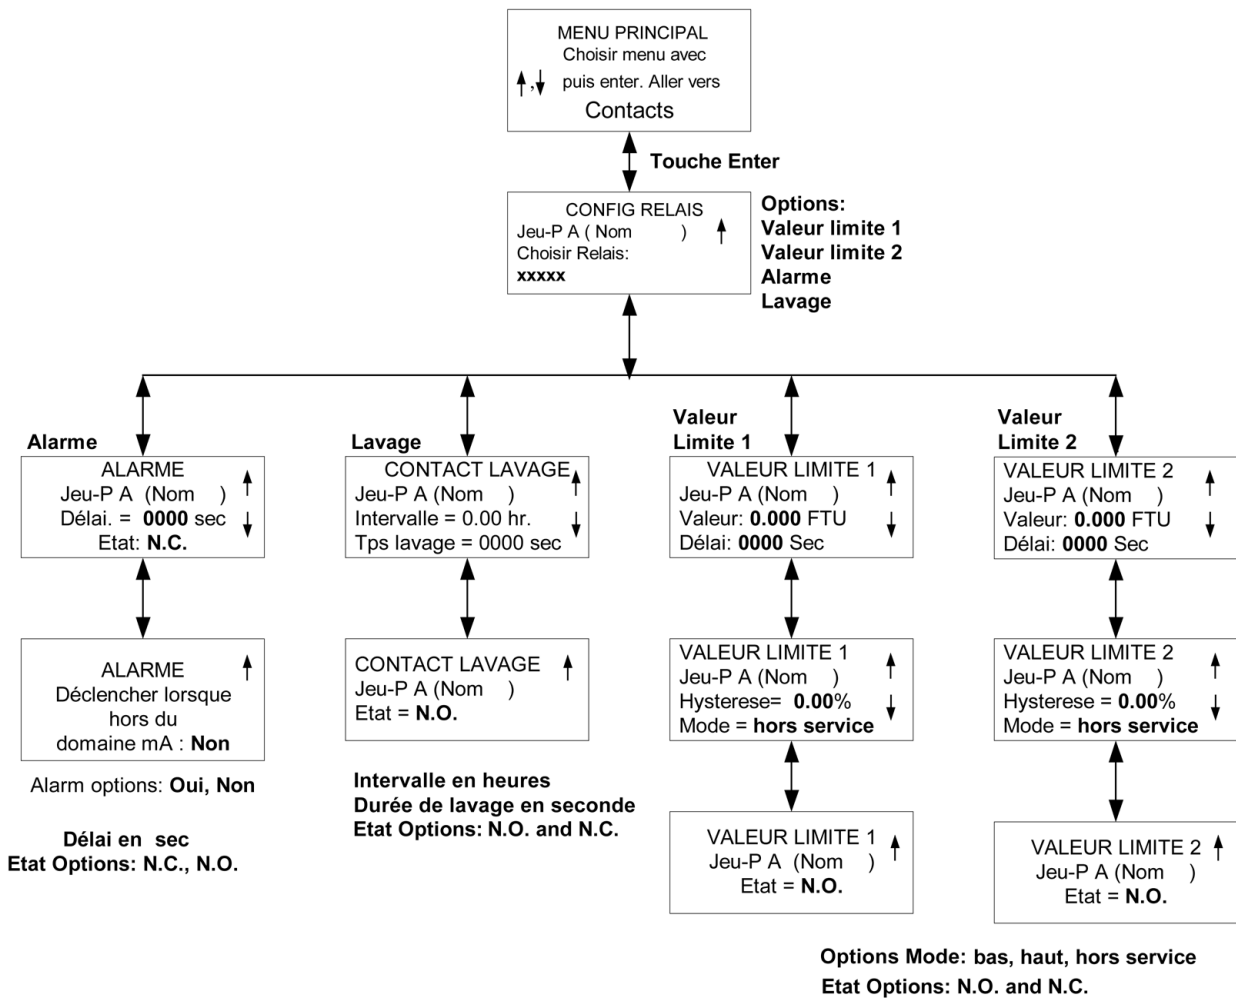 MENU PRINCIPAL
Choisir menu avec
↑,↓ puis enter. Aller vers
Contacts
Touche Enter
CONFIG RELAIS
Jeu-P A ( Nom )
Choisir Relais:
xxxxx
Options:
Valeur limite 1
Valeur limite 2
Alarme
Lavage
Alarme
ALARME
Jeu-P A (Nom )
Délai. = 0000 sec
Etat: N.C.
ALARME
Déclencher lorsque
hors du
domaine mA : Non
Alarm options: Oui, Non
Délai en sec
Etat Options: N.C., N.O.
Lavage
CONTACT LAVAGE
Jeu-P A (Nom )
Intervalle = 0.00 hr.
Tps lavage = 0000 sec
CONTACT LAVAGE
Jeu-P A (Nom )
Etat = N.O.
Intervalle en heures
Durée de lavage en seconde
Etat Options: N.O. and N.C.
Valeur
Limite 1
VALEUR LIMITE 1
Jeu-P A (Nom )
Valeur: 0.000 FTU
Délai: 0000 Sec
VALEUR LIMITE 1
Jeu-P A (Nom )
Hysterese= 0.00%
Mode = hors service
VALEUR LIMITE 1
Jeu-P A (Nom )
Etat = N.O.
Valeur
Limite 2
VALEUR LIMITE 2
Jeu-P A (Nom )
Valeur: 0.000 FTU
Délai: 0000 Sec
VALEUR LIMITE 2
Jeu-P A (Nom )
Hysterese = 0.00%
Mode = hors service
VALEUR LIMITE 2
Jeu-P A (Nom )
Etat = N.O.
Options Mode: bas, haut, hors service
Etat Options: N.O. and N.C.